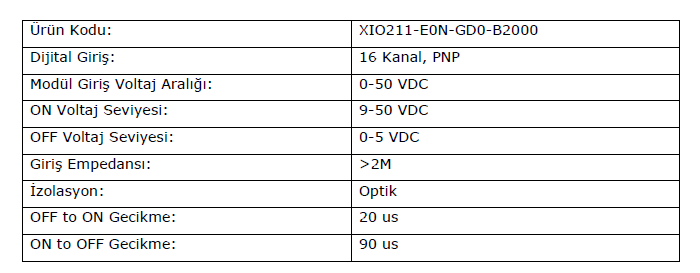 Ürün Kodu: XIO211-E0N-GD0-B2000
Dijital Giriş: 16 Kanal, PNP
Modül Giriş Voltaj Aralığı: 0-50 VDC
ON Voltaj Seviyesi: 9-50 VDC
OFF Voltaj Seviyesi: 0-5 VDC
Giriş Empedansı: >2M
İzolasyon: Optik
OFF to ON Gecikme: 20 us
ON to OFF Gecikme: 90 us